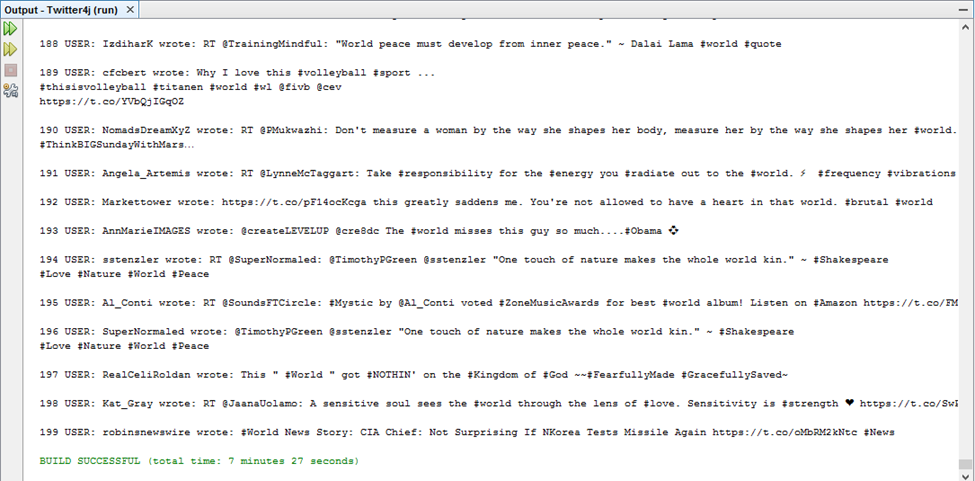 Output - Twitter4j (run)
188 USER: IzdiharK wrote: RT @TrainingMindful: "World peace must develop from inner peace." ~ Dalai Lama #world #quote
189 USER: cfcbert wrote: Why I love this #volleyball #sport ...
#thisisvolleyball #titanen #world #wl @fivb @cev
https://t.co/YVbQjIGqOZ
190 USER: NomadsDreamXyZ wrote: RT @PMukwazhi: Don't measure a woman by the way she shapes her body, measure her by the way she shapes her #world.
#ThinkBIGSundayWithMars…
191 USER: Angela_Artemis wrote: RT @LynneMcTaggart: Take #responsibility for the #energy you #radiate out to the #world. ⚡ #frequency #vibrations
192 USER: Markettower wrote: https://t.co/pF14ocKcga this greatly saddens me. You're not allowed to have a heart in that world. #brutal #world
193 USER: AnnMarieIMAGES wrote: @createLEVELUP @cre8dc The #world misses this guy so much....#Obama
194 USER: sstenzler wrote: RT @SuperNormaled: @TimothyPGreen @sstenzler "One touch of nature makes the whole world kin." ~ #Shakespeare
#Love #Nature #World #Peace
195 USER: Al_Conti wrote: RT @SoundsFTCircle: #Mystic by @Al_Conti voted #ZoneMusicAwards for best #world album! Listen on #Amazon https://t.co/FM
196 USER: SuperNormaled wrote: @TimothyPGreen @sstenzler "One touch of nature makes the whole world kin." ~ #Shakespeare
#Love #Nature #World #Peace
197 USER: RealCeliRoldan wrote: This " #World " got #NOTHIN' on the #Kingdom of #God ~~#FearfullyMade #GracefullySaved~
198 USER: Kat_Gray wrote: RT @JaanaUolamo: A sensitive soul sees the #world through the lens of #love. Sensitivity is #strength ❤ https://t.co/SwP
199 USER: robinsnewswire wrote: #World News Story: CIA Chief: Not Surprising If NKorea Tests Missile Again https://t.co/oMbRM2kNtc #News
BUILD SUCCESSFUL (total time: 7 minutes 27 seconds)